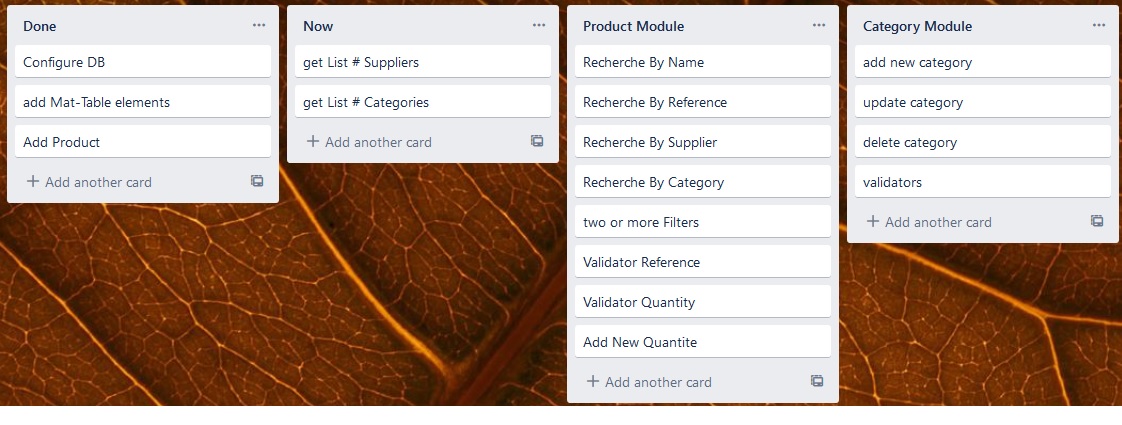 Done
Configure DB
add Mat-Table elements
Add Product
Add another card
Now
get List # Suppliers
get List # Categories
Add another card
Product Module
Recherche By Name
Recherche By Reference
Recherche By Supplier
Recherche By Category
two or more Filters
Validator Reference
Validator Quantity
Add New Quantite
Add another card
Category Module
add new category
update category
delete category
validators
Add another card